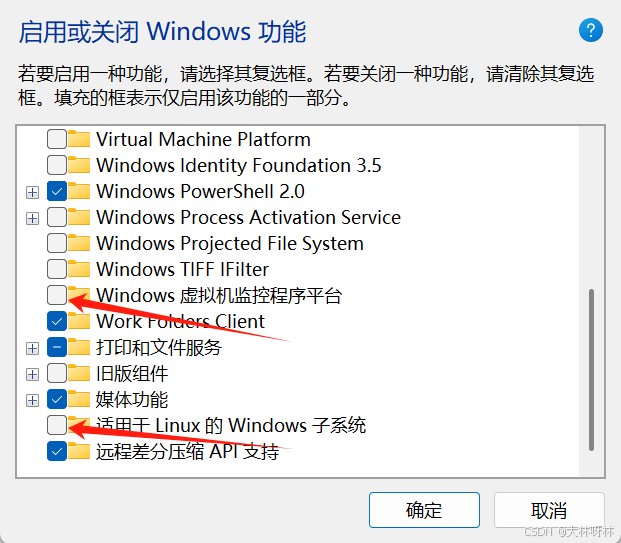 启用或关闭 Windows 功能
?
若要启用一种功能，请选择其复选框。若要关闭一种功能，请清除其复选
框。填充的框表示仅启用该功能的一部分。
Virtual Machine Platform
Windows Identity Foundation 3.5
Windows PowerShell 2.0
Windows Process Activation Service
Windows Projected File System
Windows TIFF IFilter
Windows 虚拟机监控程序平台
Work Folders Client
打印和文件服务
旧版组件
媒体功能
适用于 Linux 的 Windows 子系统
远程差分压缩 API 支持
确定
取消
CSDN @大林呀林